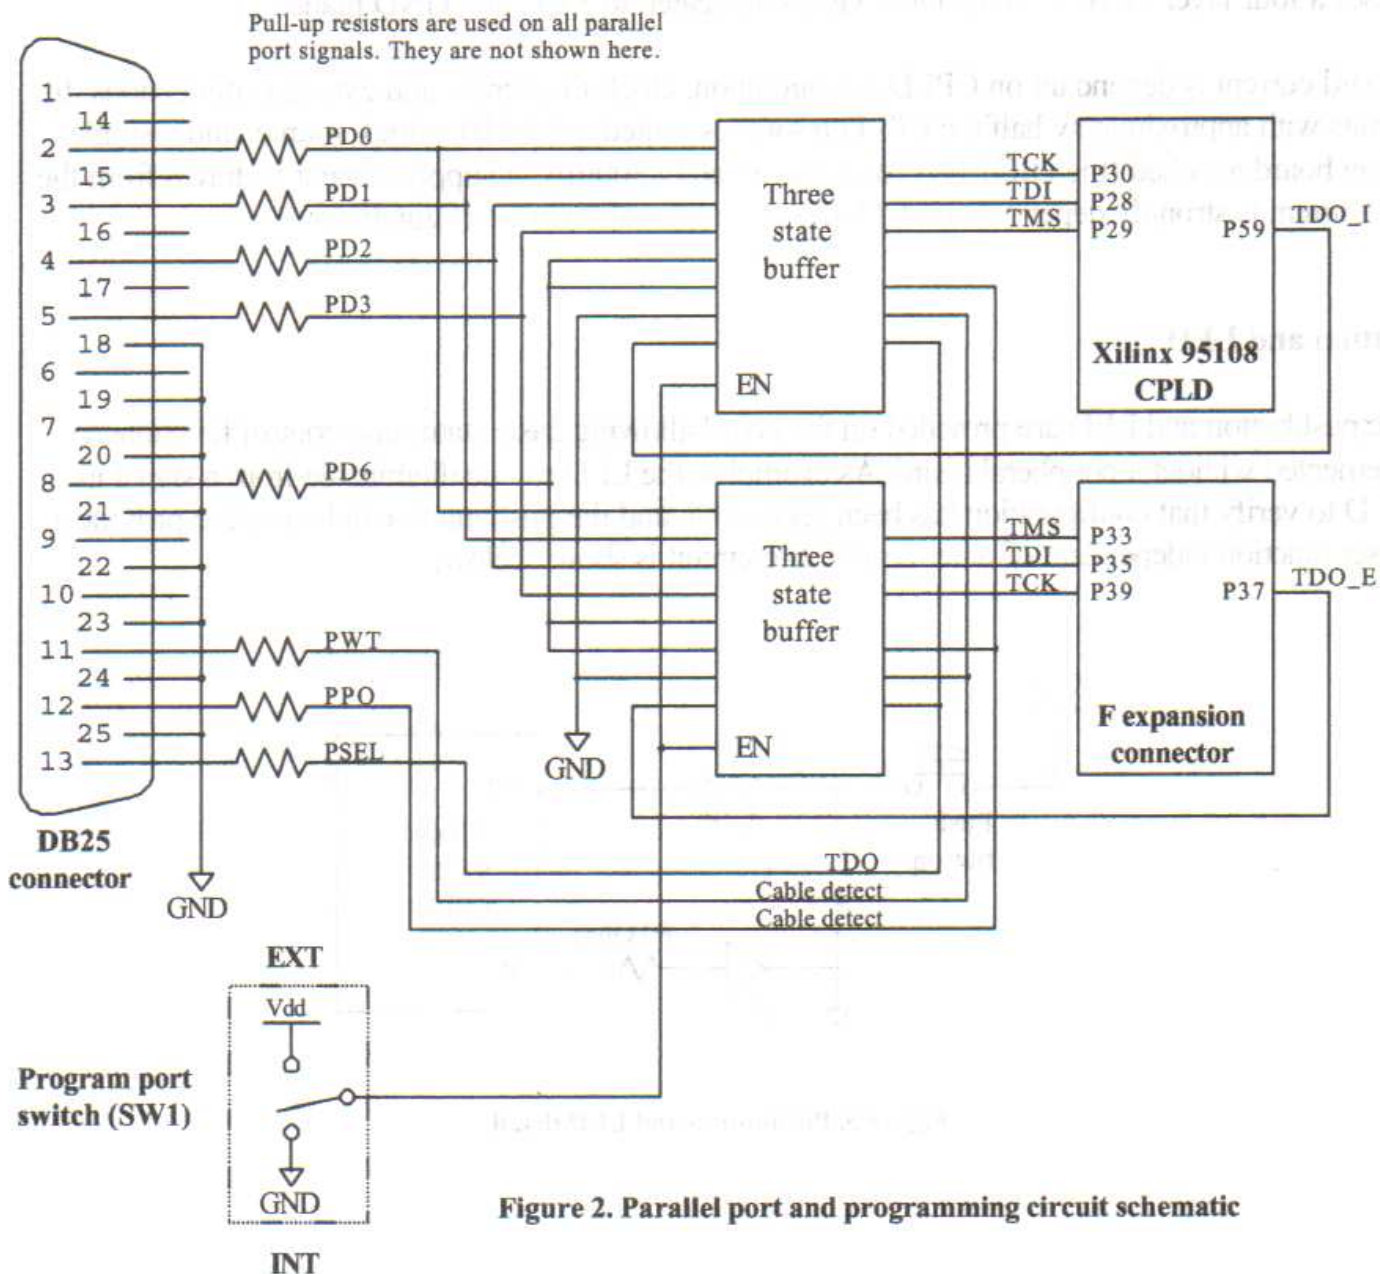 Pull-up resistors are used on all parallel
port signals. They are not shown here.
1
14
2
15
3
16
4
17
5
18
6
19
7
20
8
21
9
22
10
23
11
24
12
25
13
PD0
PD1
PD2
PD3
PD6
PWT
PPO
PSEL
DB25
connector
GND
Three
state
buffer
EN
TCK
TDI
TMS
P30
P28
P29
P59
TDO_I
Xilinx 95108
CPLD
Three
state
buffer
EN
TMS
TDI
TCK
P33
P35
P39
P37
TDO_E
F expansion
connector
GND
TDO
Cable detect
Cable detect
EXT
Vdd
Program port
switch (SW1)
GND
INT
Figure 2. Parallel port and programming circuit schematic